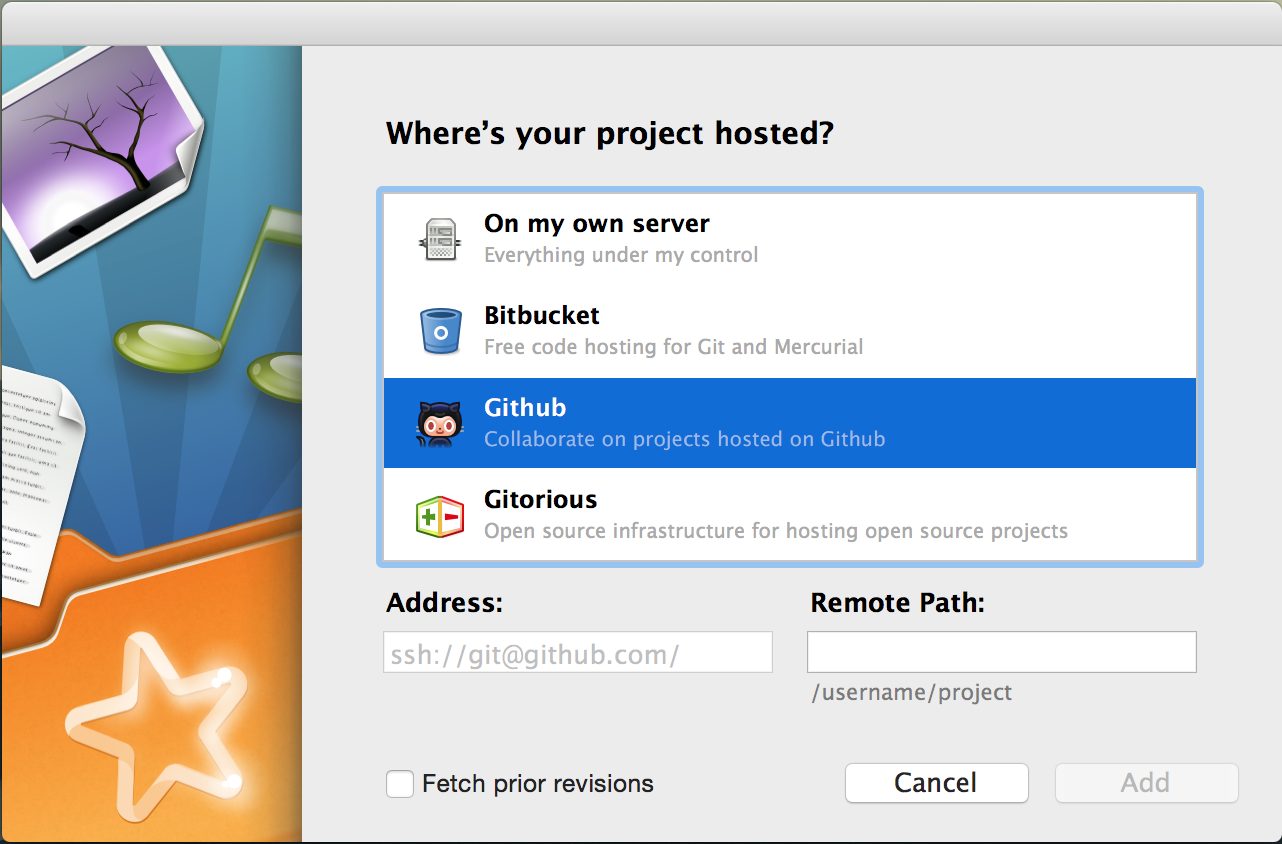 Where's your project hosted?
On my own server
Everything under my control
Bitbucket
Free code hosting for Git and Mercurial
Github
Collaborate on projects hosted on Github
Gitorious
Open source infrastructure for hosting open source projects
Address:
Remote Path:
ssh://git@github.com/
/username/project
Fetch prior revisions
Cancel
Add